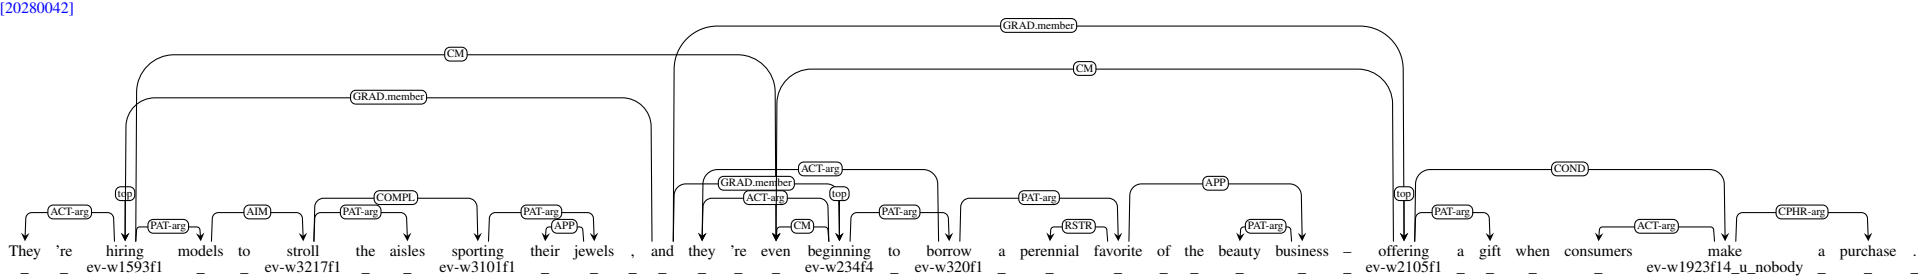 [20280042]
GRAD.member
CM
CM
GRAD.member
ACT-arg
COND
top
GRAD.member
top
APP
top
COMPL
ACT-arg
PAT-arg
ACT-arg
AIM
PAT-arg
PAT-arg
PAT-arg
PAT-arg
CPHR-arg
PAT-arg
APP
CM
RSTR
PAT-arg
ACT-arg
They 're hiring models to stroll the aisles sporting their jewels , and they 're even beginning to borrow a perennial favorite of the beauty business – offering a gift when consumers make a purchase .
_ _ ev-w1593f1 _ _ ev-w3217f1 _ _ ev-w3101f1 _ _ _ _ _ _ _ ev-w234f4 _ ev-w320f1 _ _ _ _ _ _ _ _ ev-w2105f1 _ _ _ _ ev-w1923f14_u_nobody _ _ _